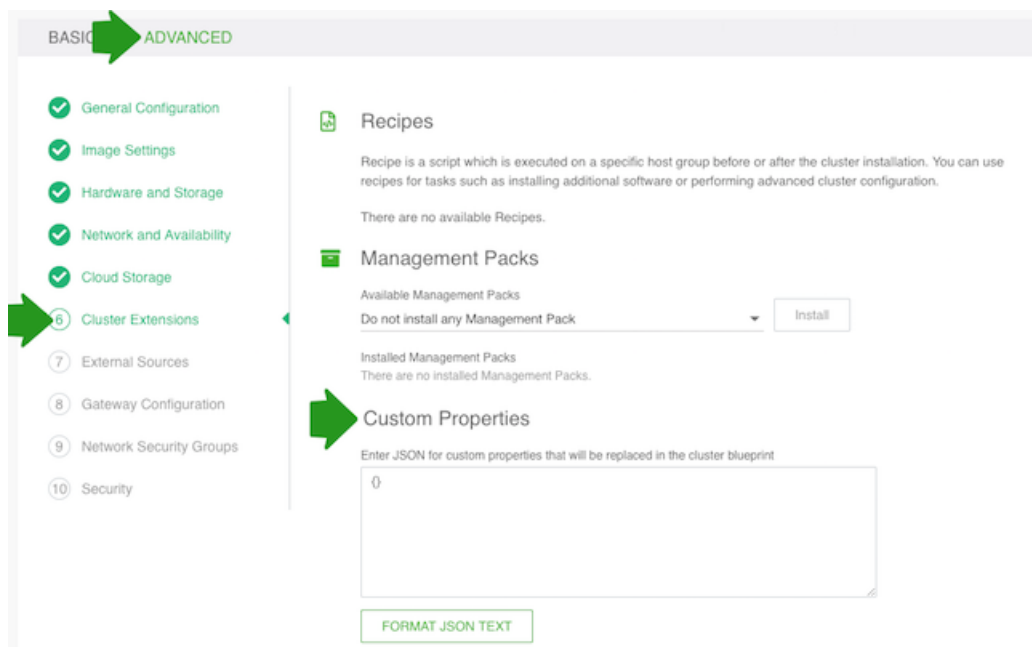 BASIC ADVANCED
General Configuration
Image Settings
Hardware and Storage
Network and Availability
Cloud Storage
6 Cluster Extensions
7 External Sources
8 Gateway Configuration
9 Network Security Groups
10 Security
Recipes
Recipe is a script which is executed on a specific host group before or after the cluster installation. You can use
recipes for tasks such as installing additional software or performing advanced cluster configuration.
There are no available Recipes.
Management Packs
Available Management Packs
Do not install any Management Pack
Install
Installed Management Packs
There are no installed Management Packs.
Custom Properties
Enter JSON for custom properties that will be replaced in the cluster blueprint
{}
FORMAT JSON TEXT